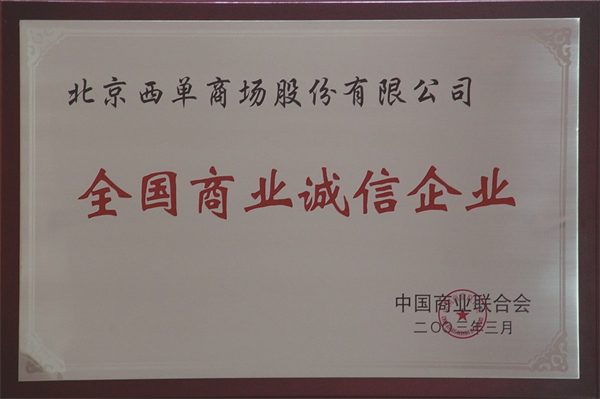 北京西单商场股份有限公司
全国商业诚信企业
中国商业联合会
二〇〇三年三月